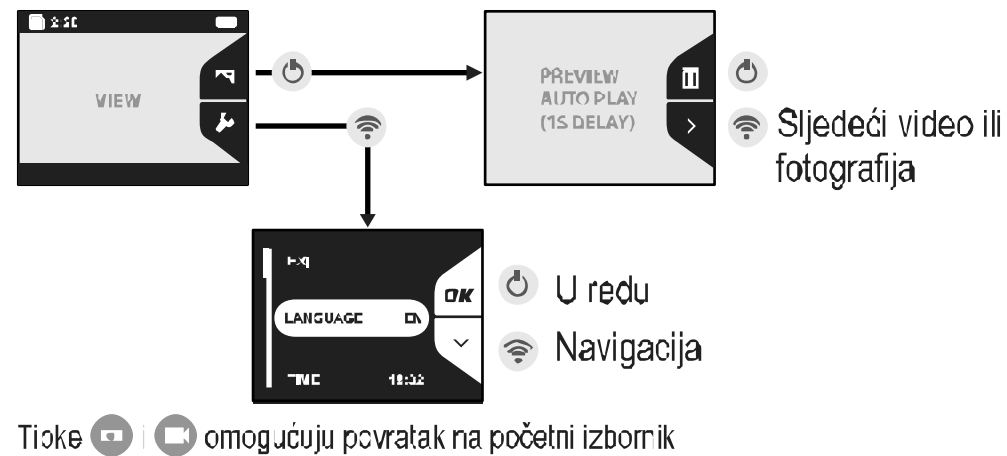 VIEW
PREVIEW
AUTO PLAY
(1S DELAY)
Sljedeći video ili
fotografija
OK
LANGUAGE
U redu
Navigacija
Tipke i omogućuju povratak na početni izbornik